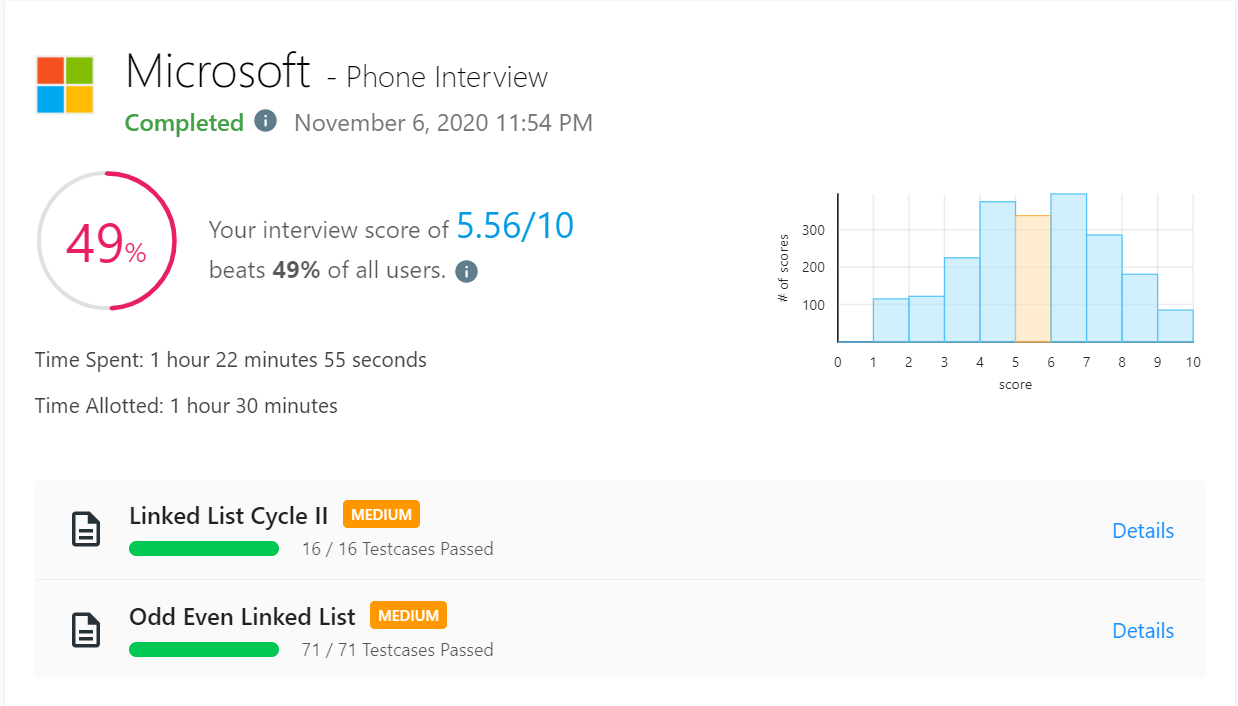 Microsoft - Phone Interview
Completed i November 6, 2020 11:54 PM
49%
Your interview score of 5.56/10
beats 49% of all users. i
# of scores
300
200
100
0 1 2 3 4 5 6 7 8 9 10
score
Time Spent: 1 hour 22 minutes 55 seconds
Time Allotted: 1 hour 30 minutes
Linked List Cycle II MEDIUM
16 / 16 Testcases Passed
Details
Odd Even Linked List MEDIUM
71 / 71 Testcases Passed
Details